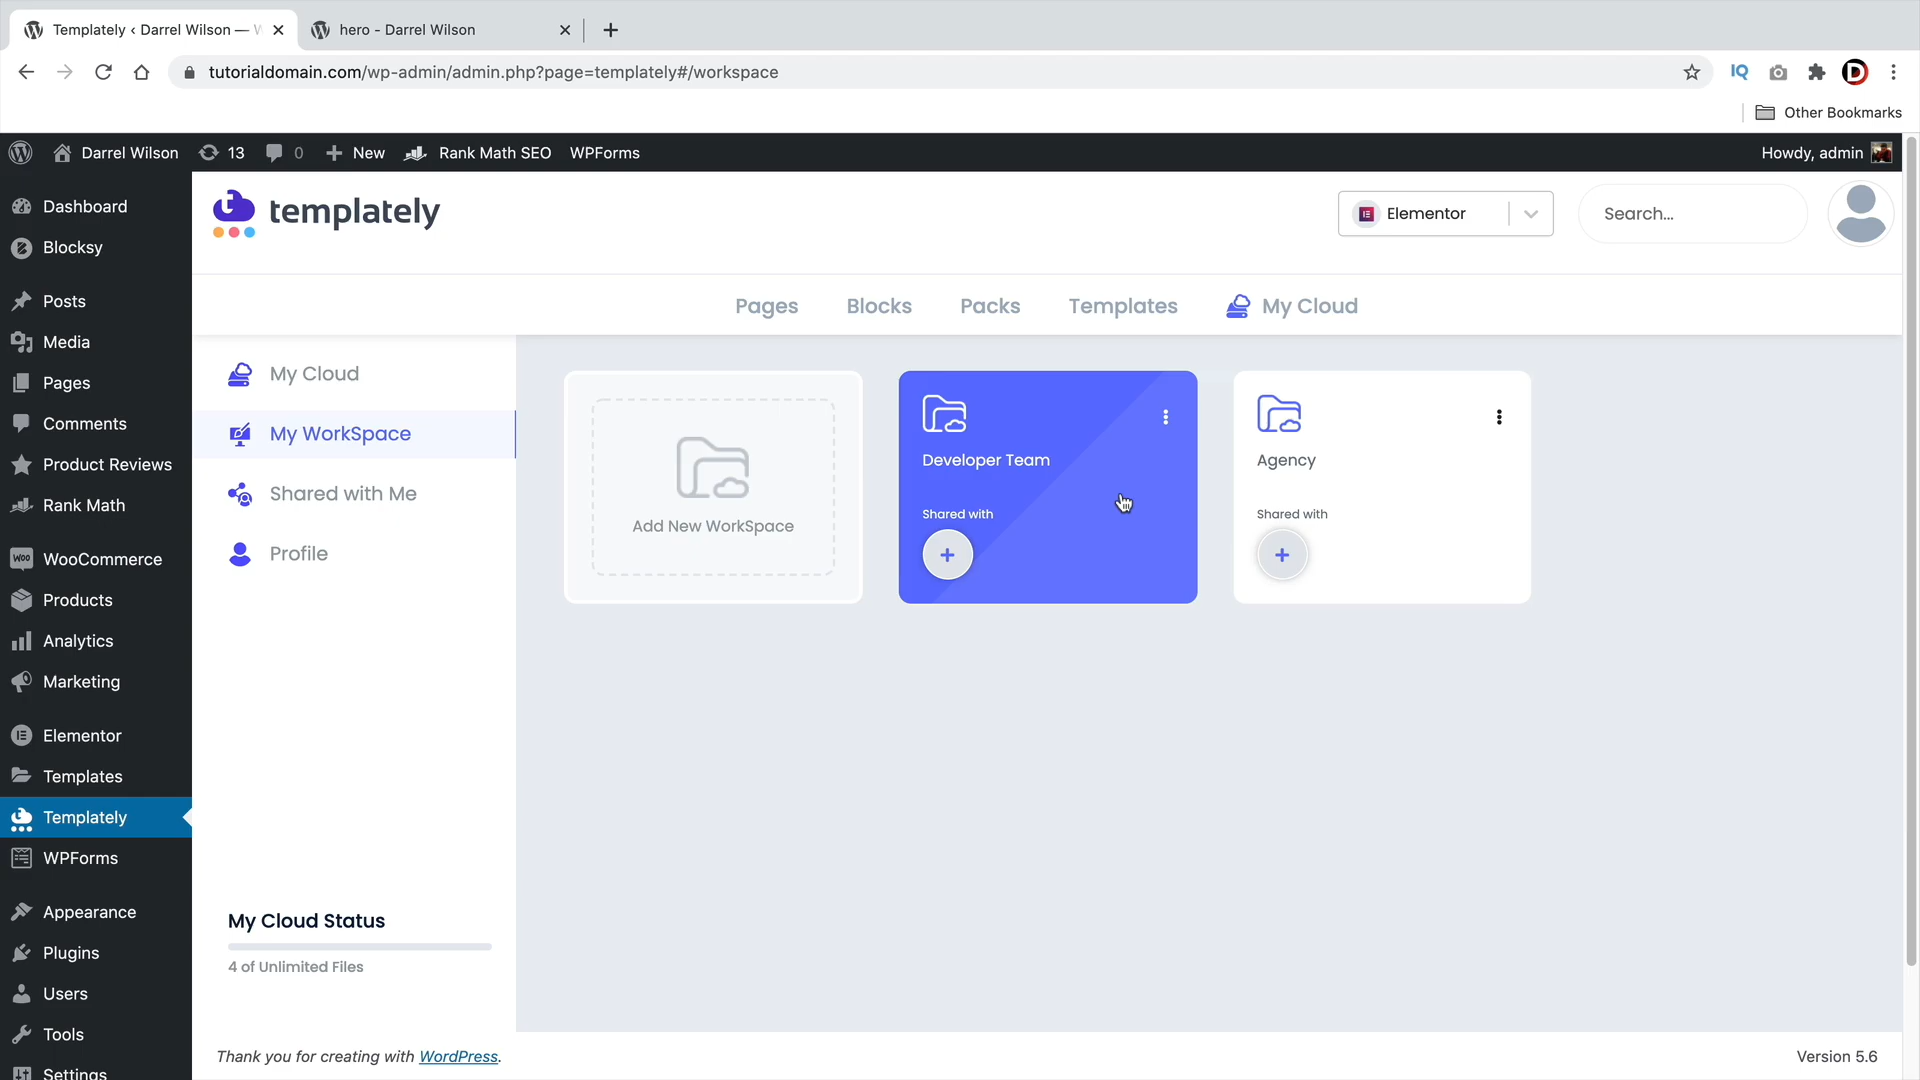 Templately ‹ Darrel Wilson —
hero - Darrel Wilson
tutorialdomain.com/wp-admin/admin.php?page=templately#/workspace
IQ
D
Other Bookmarks
Darrel Wilson
13
0
New
Rank Math SEO
WPForms
Howdy, admin
Dashboard
Blocksy
Posts
Media
Pages
Comments
Product Reviews
Rank Math
WooCommerce
Products
Analytics
Marketing
Elementor
Templates
Templately
WPForms
Appearance
Plugins
Users
Tools
Settings
templately
Elementor
Search...
Pages
Blocks
Packs
Templates
My Cloud
My Cloud
My WorkSpace
Shared with Me
Profile
Add New WorkSpace
Developer Team
Shared with
+
Agency
Shared with
+
My Cloud Status
4 of Unlimited Files
Thank you for creating with WordPress.
Version 5.6